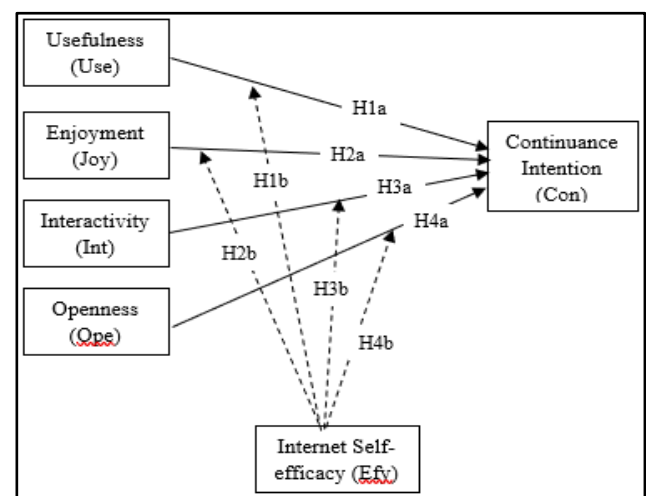 Usefulness
(Use)
H1a
Enjoyment
(Joy)
H2a
Continuance
Intention
(Con)
H1b
H3a
Interactivity
(Int)
H4a
H2b
H3b
Openness
(Ope)
H4b
Internet Self-
efficacy (Efy)